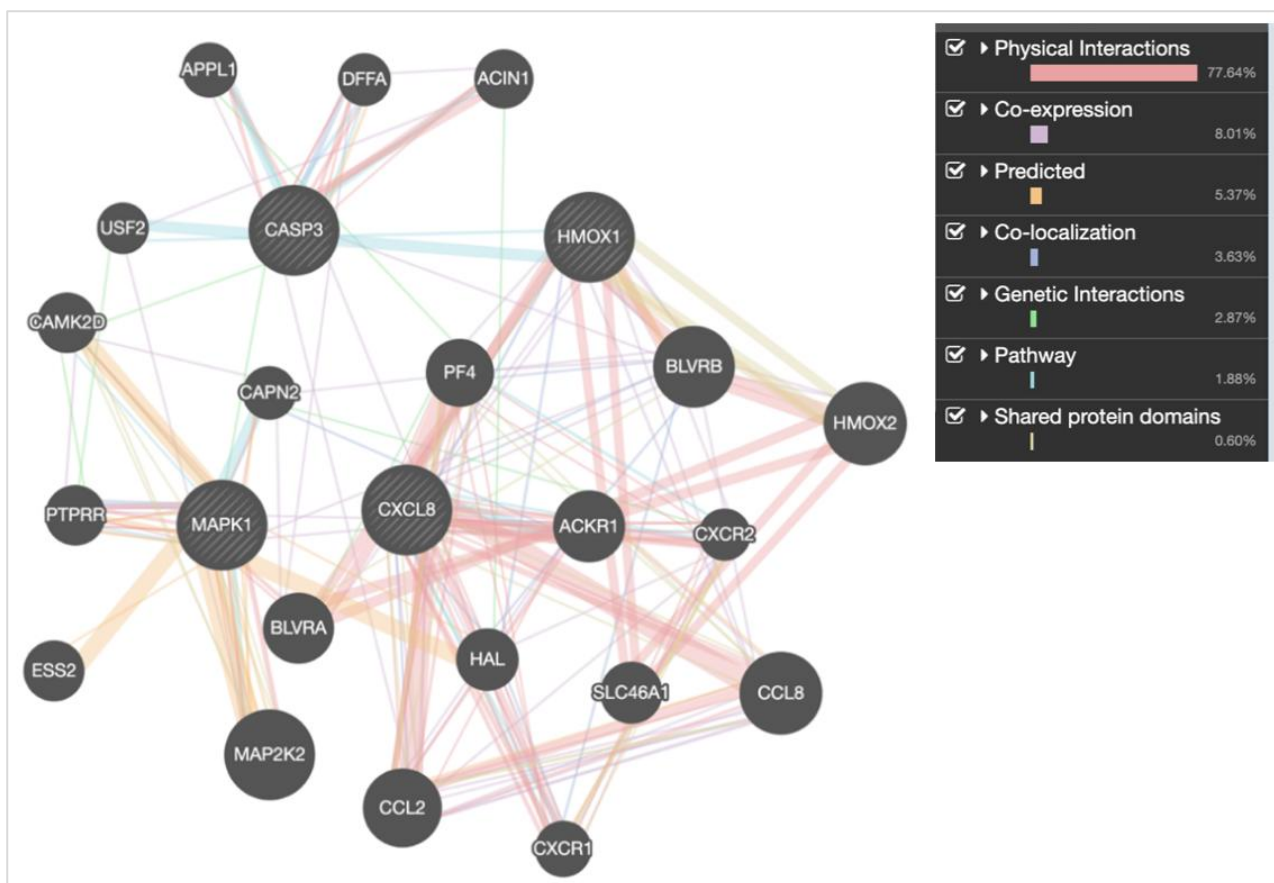 APPL1
DFFA
ACIN1
USF2
CASP3
HMOX1
CAMK2D
CAPN2
PF4
BLVRB
HMOX2
PTPRR
MAPK1
CXCL8
ACKR1
CXCR2
BLVRA
HAL
ESS2
SLC46A1
CCL8
MAP2K2
CCL2
CXCR1
Physical Interactions
77.64%
Co-expression
8.01%
Predicted
5.37%
Co-localization
3.63%
Genetic Interactions
2.87%
Pathway
1.88%
Shared protein domains
0.60%